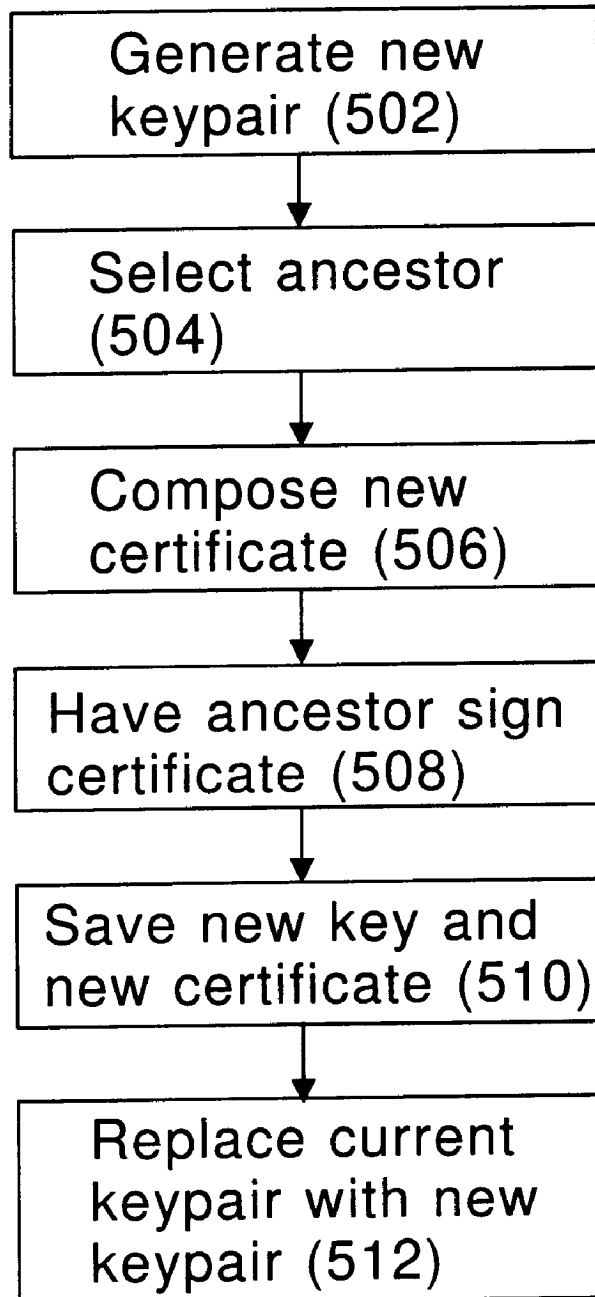 Generate new
keypair (502)
Select ancestor
(504)
Compose new
certificate (506)
Have ancestor sign
certificate (508)
Save new key and
new certificate (510)
Replace current
keypair with new
keypair (512)